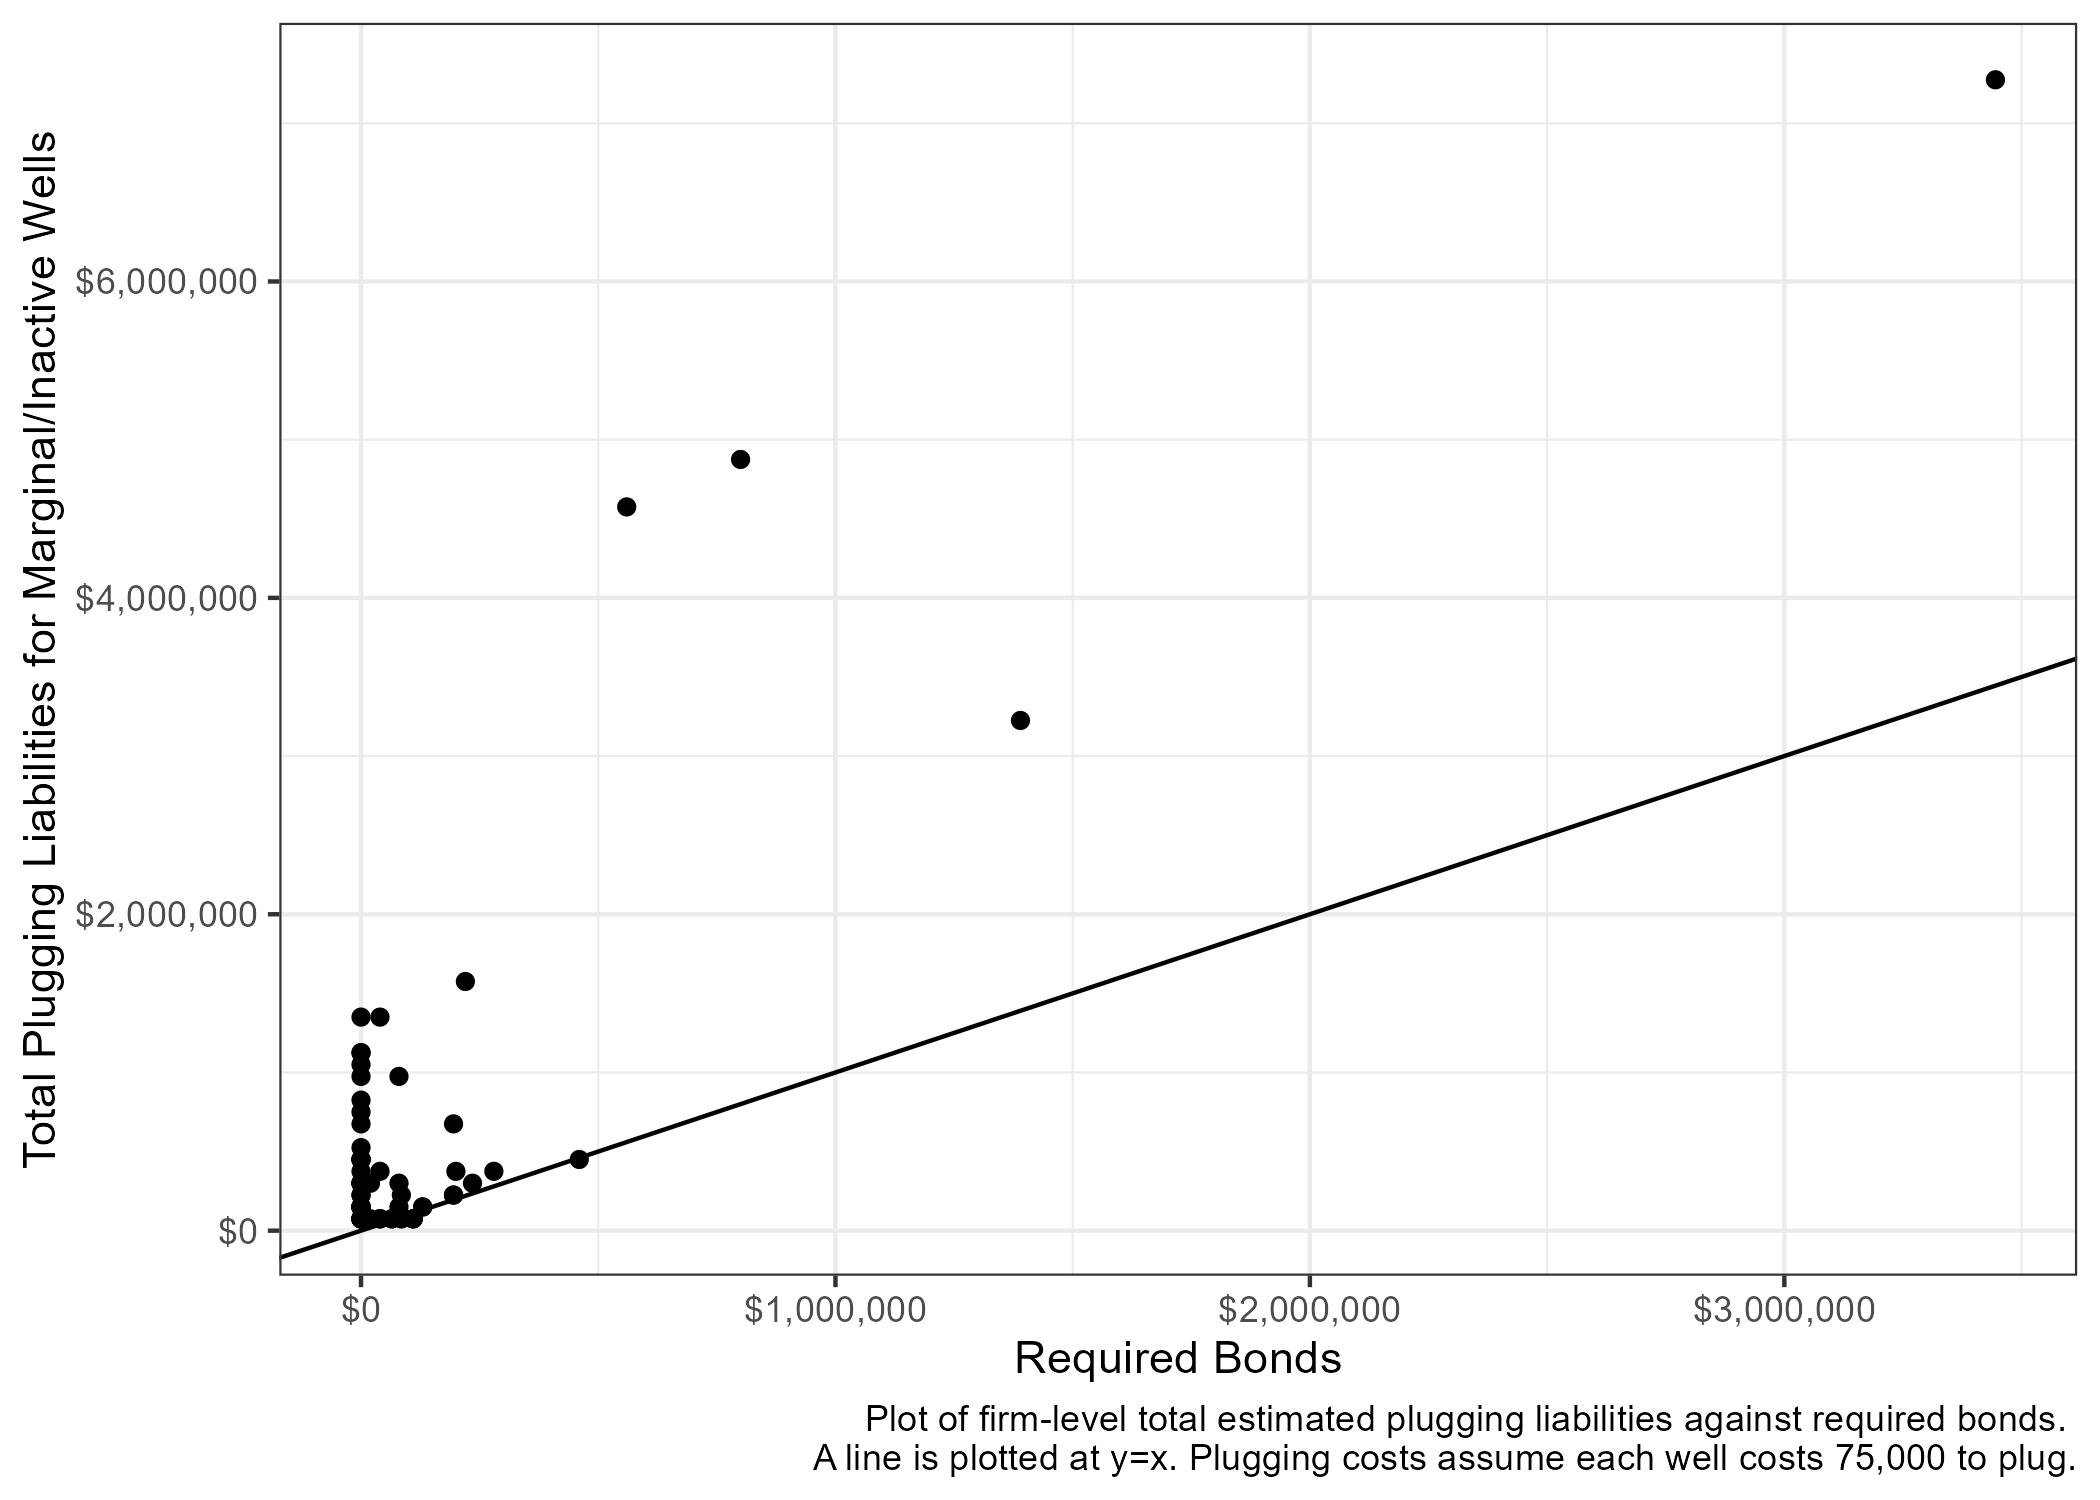 Total Plugging Liabilities for Marginal/Inactive Wells
$6,000,000
$4,000,000
$2,000,000
$0
$0
$1,000,000
$2,000,000
$3,000,000
Required Bonds
Plot of firm-level total estimated plugging liabilities against required bonds.
A line is plotted at y=x. Plugging costs assume each well costs 75,000 to plug.